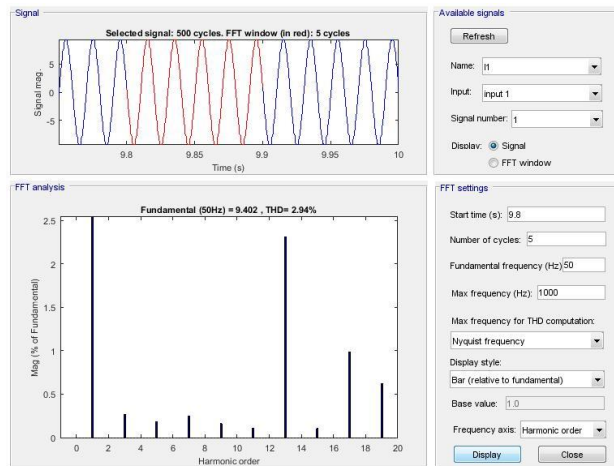 Signal
Selected signal: 500 cycles. FFT window (in red): 5 cycles
Signal mag.
5
0
-5
9.8
9.85
9.9
9.95
10
Time (s)
FFT analysis
Fundamental (50Hz) = 9.402 , THD= 2.94%
Mag (% of Fundamental)
2.5
2
1.5
1
0.5
0
0
2
4
6
8
10
12
14
16
18
20
Harmonic order
Available signals
Refresh
Name: I1
Input: input 1
Signal number: 1
Display: Signal
FFT window
FFT settings
Start time (s): 9.8
Number of cycles: 5
Fundamental frequency (Hz) 50
Max frequency (Hz): 1000
Max frequency for THD computation:
Nyquist frequency
Display style:
Bar (relative to fundamental)
Base value: 1.0
Frequency axis: Harmonic order
Display
Close